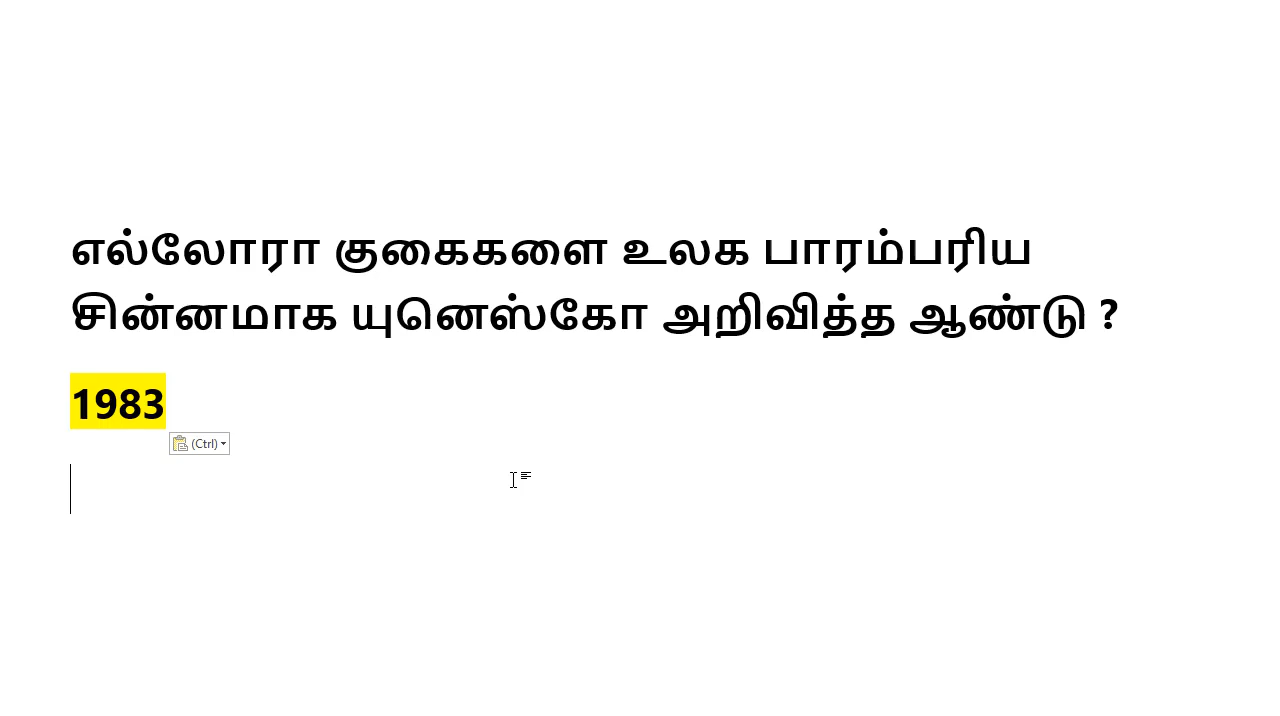 எல்லோரா குகைகளை உலக பாரம்பரிய
சின்னமாக யுனெஸ்கோ அறிவித்த ஆண்டு ?
1983
(Ctrl)